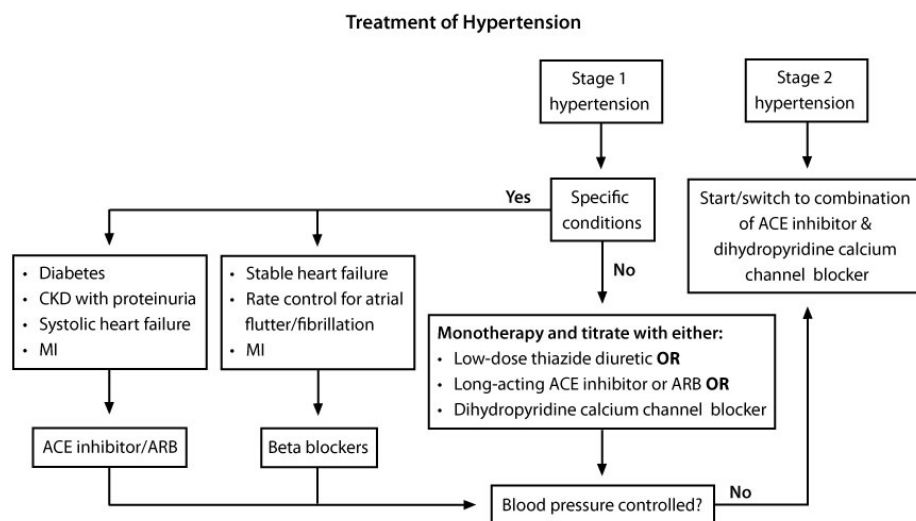 Treatment of Hypertension
Stage 1
hypertension
Stage 2
hypertension
Yes
Specific
conditions
No
Start/switch to combination
of ACE inhibitor &
dihydropyridine calcium
channel blocker
• Diabetes
• CKD with proteinuria
• Systolic heart failure
• MI
• Stable heart failure
• Rate control for atrial
flutter/fibrillation
• MI
Monotherapy and titrate with either:
• Low-dose thiazide diuretic OR
• Long-acting ACE inhibitor or ARB OR
• Dihydropyridine calcium channel blocker
ACE inhibitor/ARB
Beta blockers
Blood pressure controlled?
No